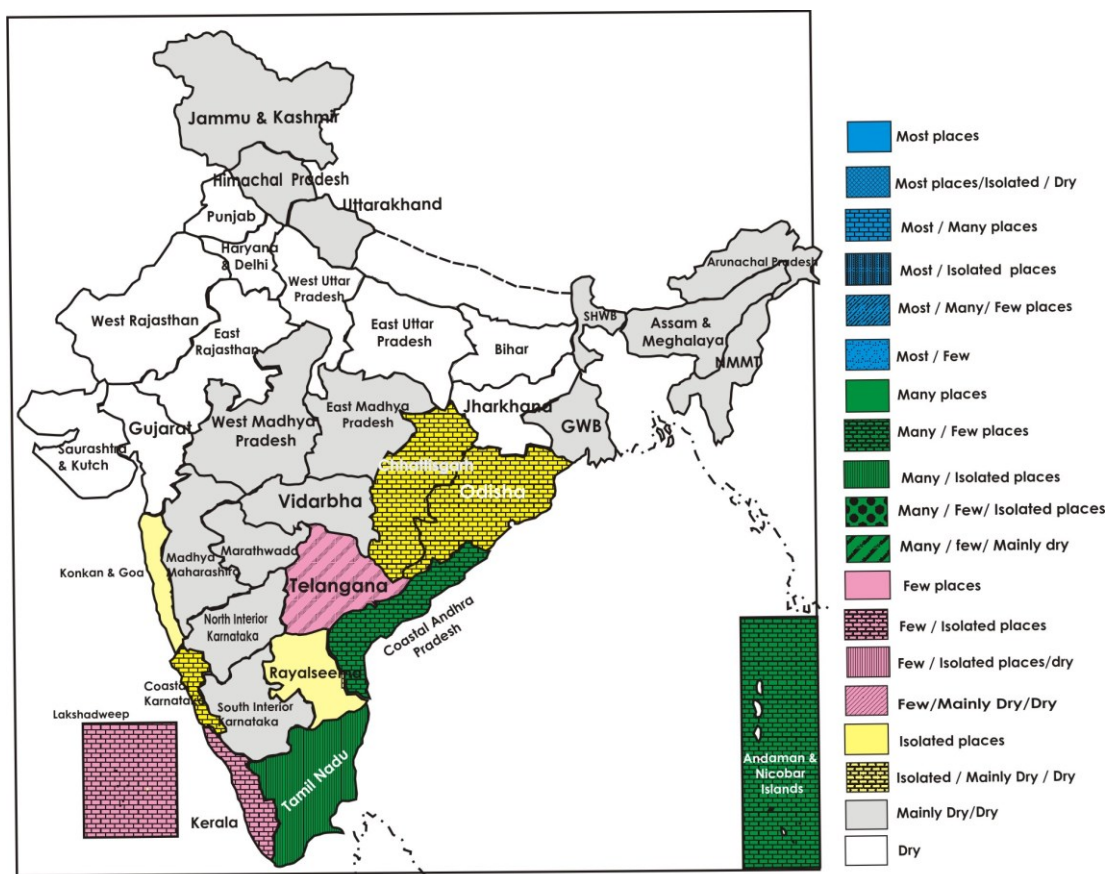 Jammu & Kashmir
Himachal Pradesh
Punjab
Uttarakhand
Haryana
& Delhi
West Uttar
Pradesh
Arunachal Pradesh
West Rajasthan
East
Rajasthan
East Uttar
Pradesh
Bihar
SHWB
Assam &
Meghalaya
NMMT
Gujarat
Saurashtra
& Kutch
West Madhya
Pradesh
East Madhya
Pradesh
Jharkhand
GWB
Chhattisgarh
Odisha
Vidarbha
Madhya
Maharashtra
Marathwada
Konkan & Goa
Telangana
North Interior
Karnataka
Coastal Andhra
Pradesh
Rayalseema
Coastal
Karnataka
South Interior
Karnataka
Lakshadweep
Kerala
Tamil Nadu
Andaman &
Nicobar
Islands
Most places
Most places/Isolated / Dry
Most / Many places
Most / Isolated places
Most / Many/ Few places
Most / Few
Many places
Many / Few places
Many / Isolated places
Many / Few/ Isolated places
Many / few/ Mainly dry
Few places
Few / Isolated places
Few / Isolated places/dry
Few/Mainly Dry/Dry
Isolated places
Isolated / Mainly Dry / Dry
Mainly Dry/Dry
Dry